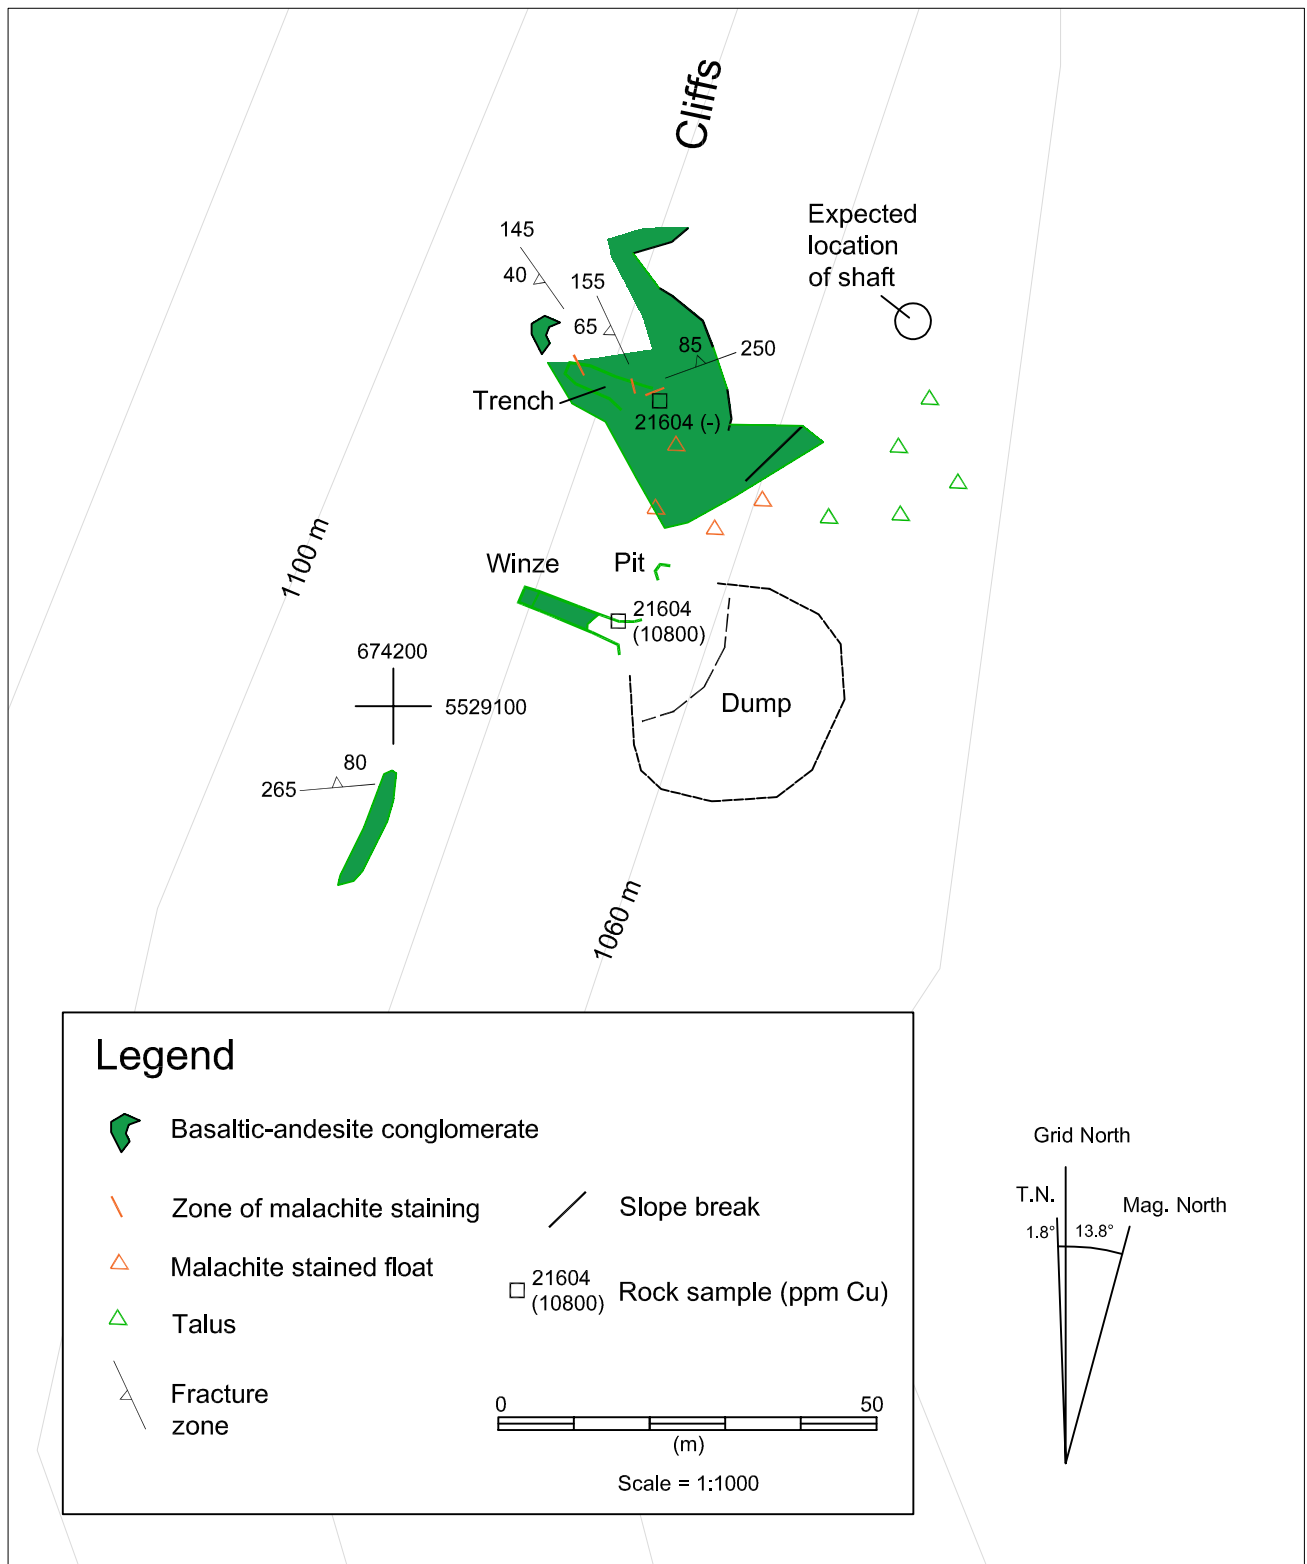 Cliffs
Expected
location
of shaft
145
40
155
65
85
250
Trench
21604 (-)
1100 m
Winze
Pit
21604
(10800)
674200
5529100
Dump
80
265
1060 m
Legend
Basaltic-andesite conglomerate
Zone of malachite staining
Malachite stained float
Talus
Fracture
zone
Slope break
21604
(10800)
Rock sample (ppm Cu)
0
50
(m)
Scale = 1:1000
Grid North
T.N.
Mag. North
1.8°
13.8°